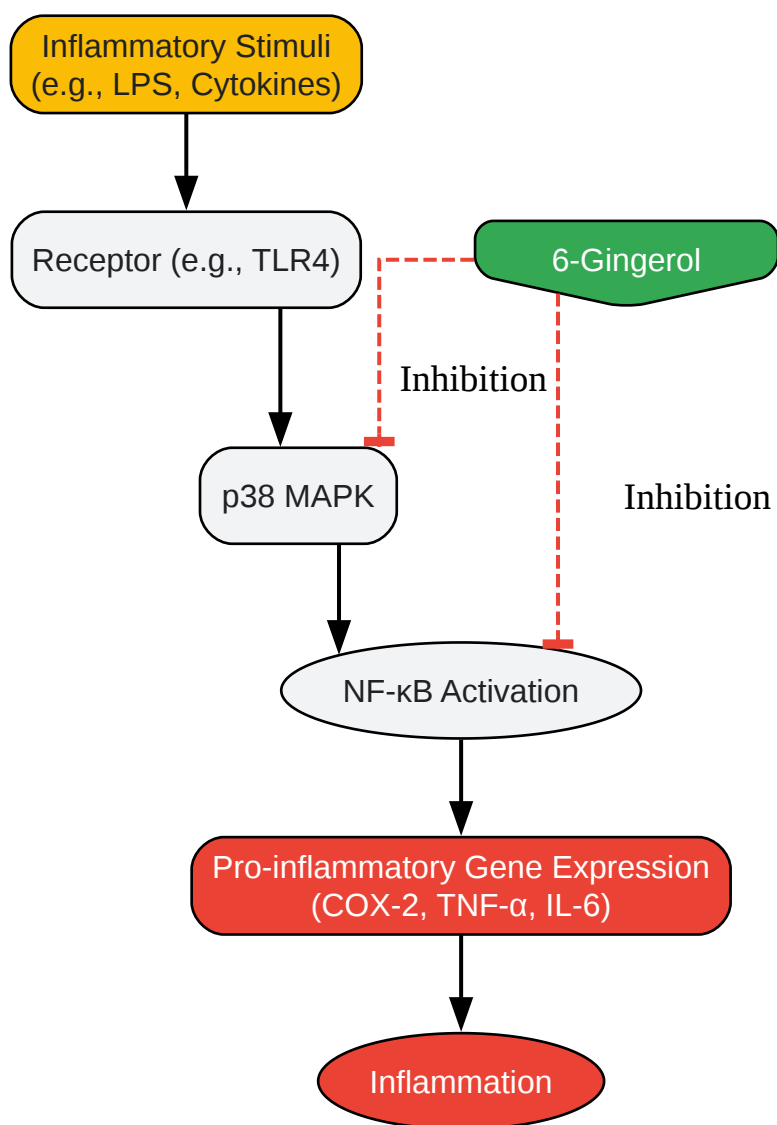 Inflammatory Stimuli
(e.g., LPS, Cytokines)
Receptor (e.g., TLR4)
6-Gingerol
Inhibition
p38 MAPK
Inhibition
NF-κB Activation
Pro-inflammatory Gene Expression
(COX-2, TNF-α, IL-6)
Inflammation